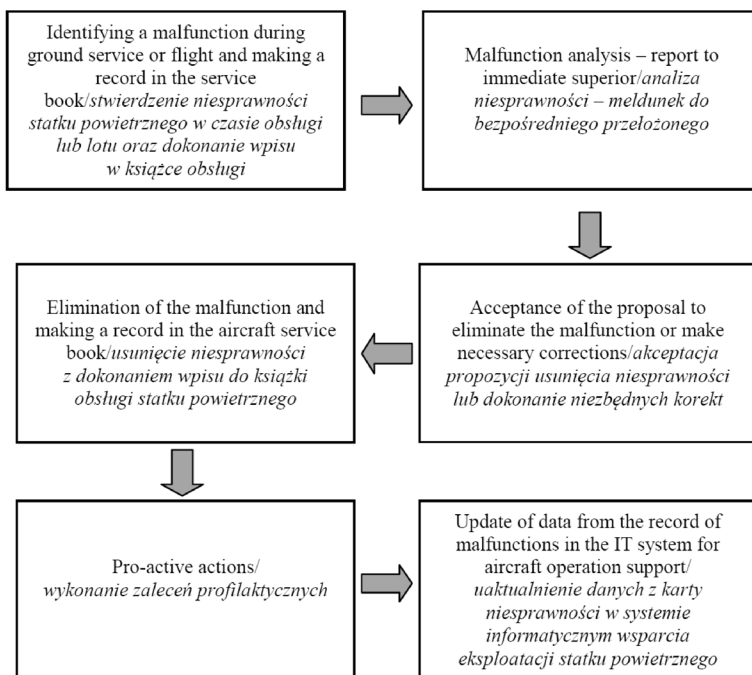 Identifying a malfunction during
ground service or flight and making a
record in the service
book/stwierdzenie niesprawności
statku powietrznego w czasie obsługi
lub lotu oraz dokonanie wpisu
w książce obsługi
Malfunction analysis – report to
immediate superior/analiza
niesprawności – meldunek do
bezpośredniego przełożonego
Acceptance of the proposal to
eliminate the malfunction or make
necessary corrections/akceptacja
propozycji usunięcia niesprawności
lub dokonanie niezbędnych korekt
Elimination of the malfunction and
making a record in the aircraft service
book/usunięcie niesprawności
z dokonaniem wpisu do książki
obsługi statku powietrznego
Pro-active actions/
wykonanie zaleceń profilaktycznych
Update of data from the record of
malfunctions in the IT system for
aircraft operation support/
uaktualnienie danych z karty
niesprawności w systemie
informatycznym wsparcia
eksploatacji statku powietrznego